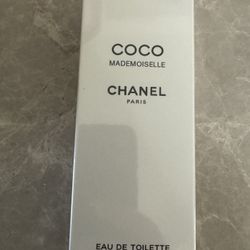 COCO
MADEMOISELLE
CHANEL
PARIS
EAU DE TOILETTE